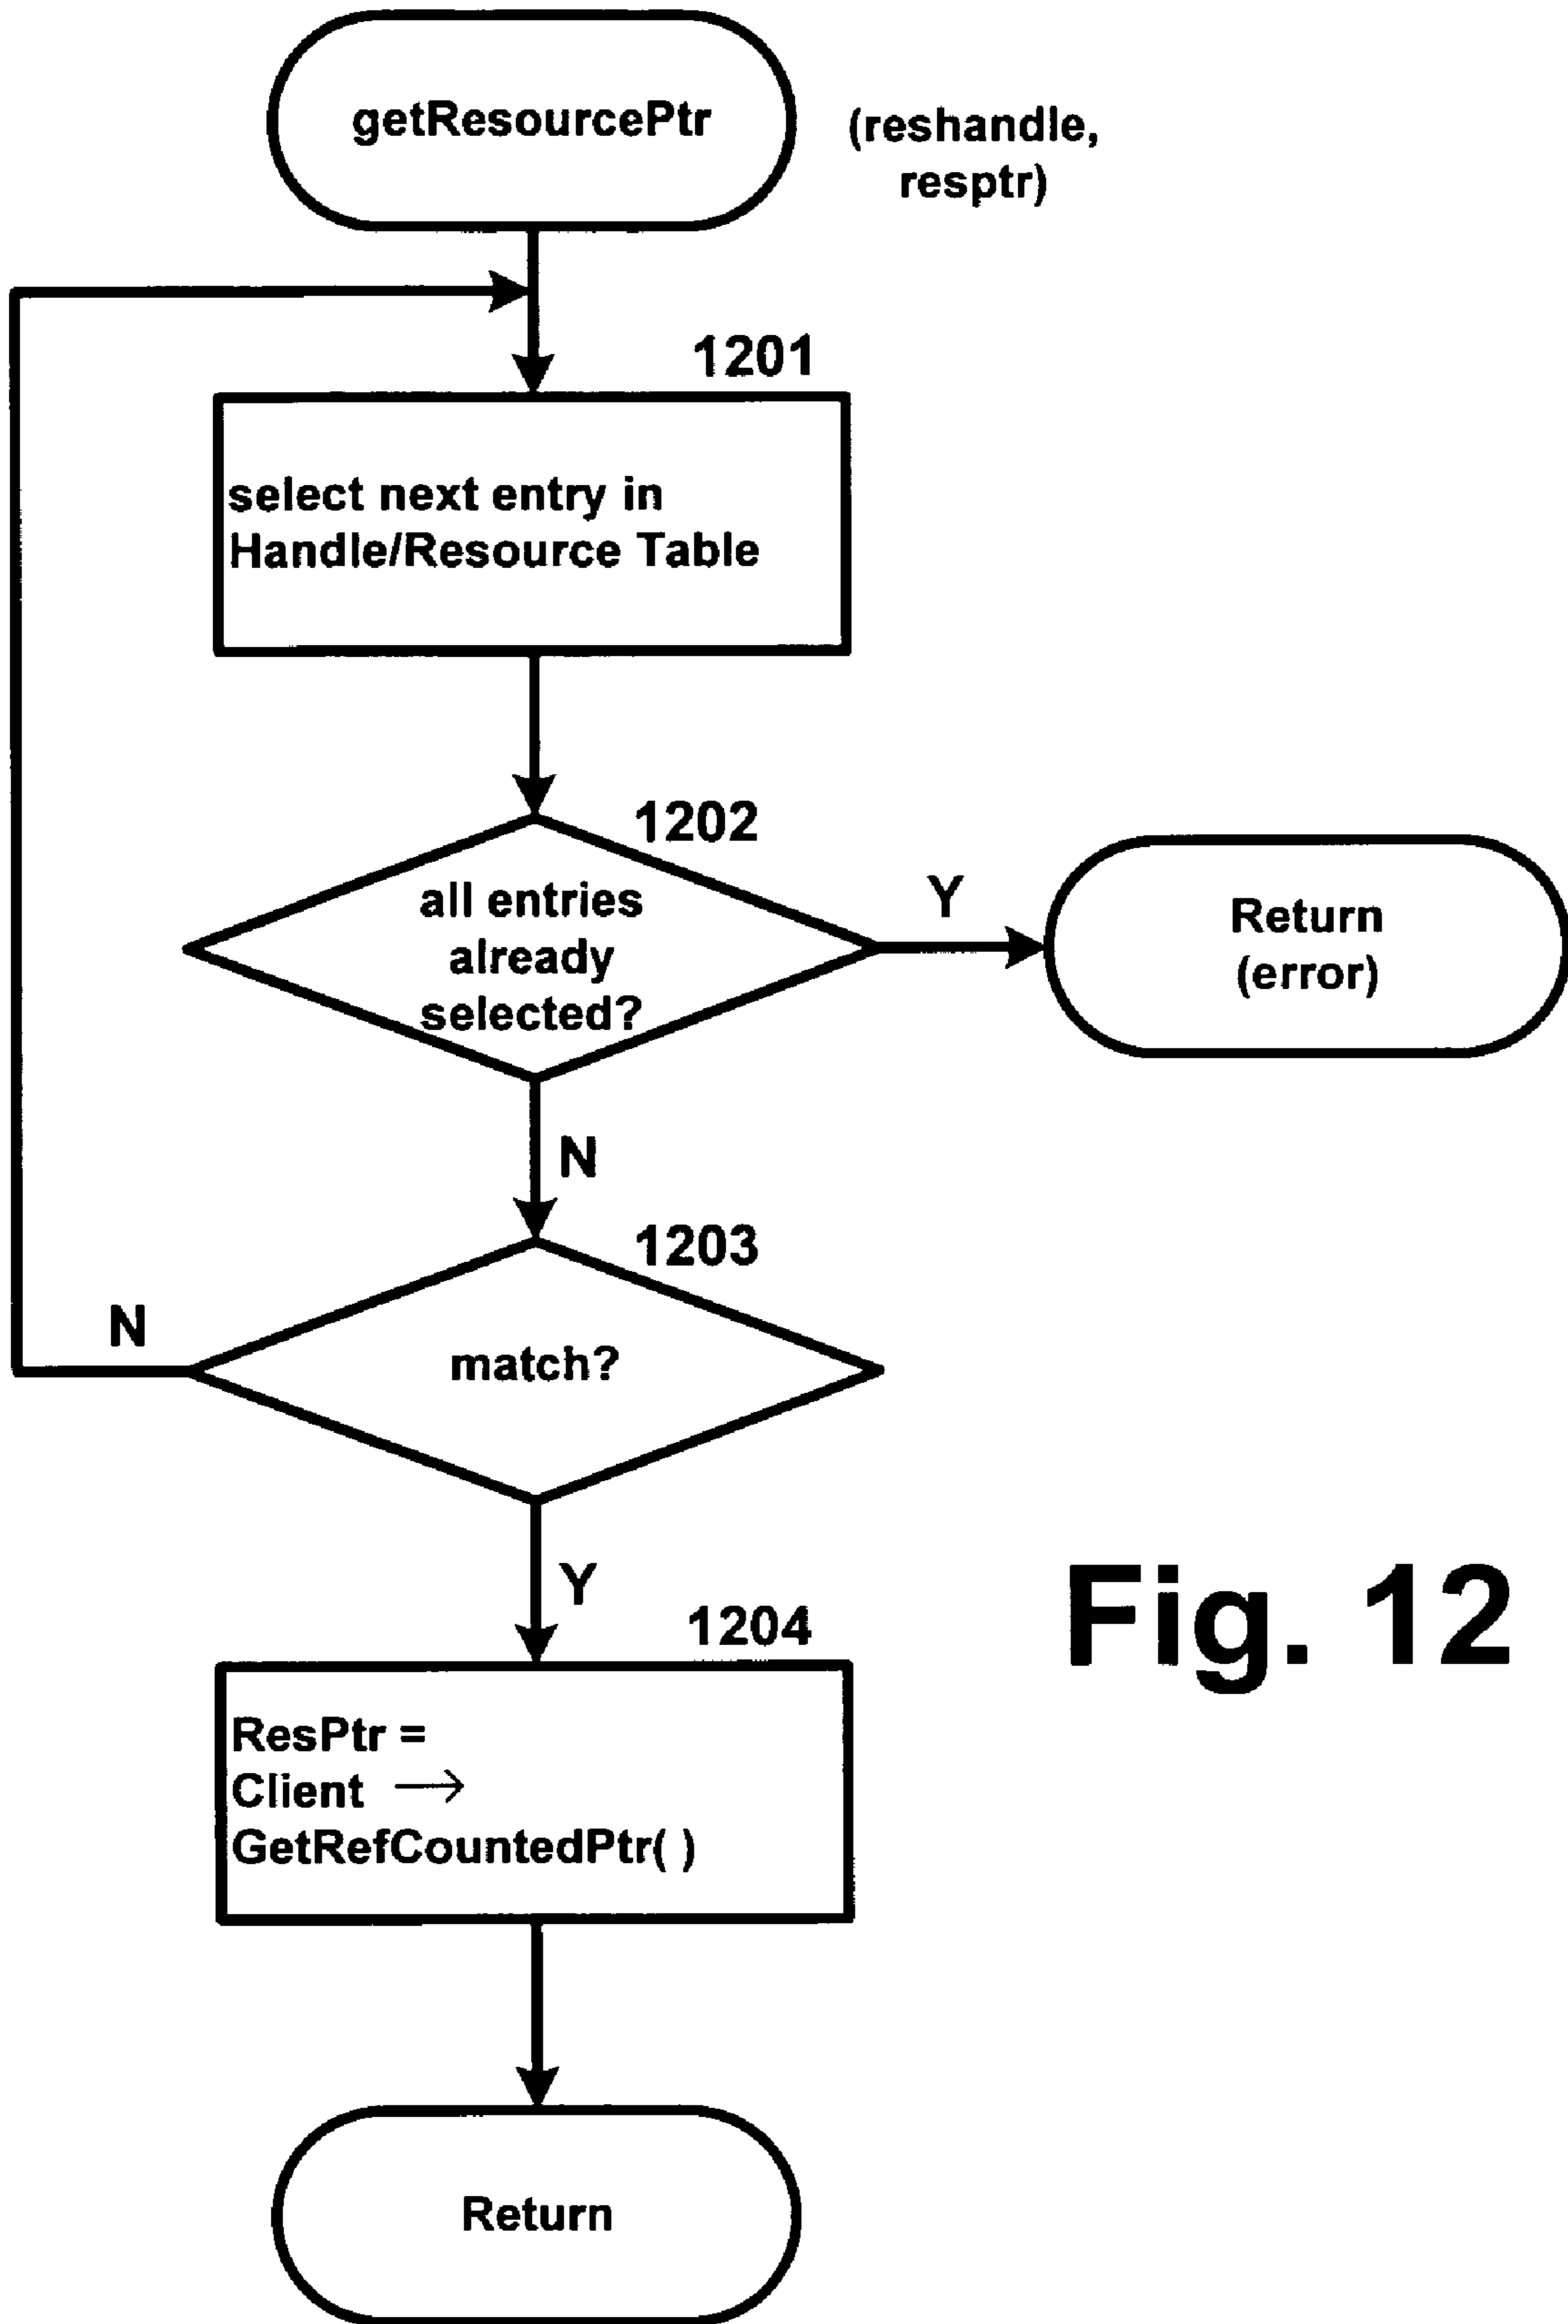 getResourcePtr
(reshandle,
resptr)
1201
select next entry in
Handle/Resource Table
1202
all entries
already
selected?
Y
Return
(error)
N
1203
match?
N
Y
1204
ResPtr =
Client →
GetRefCountedPtr( )
Return
Fig. 12